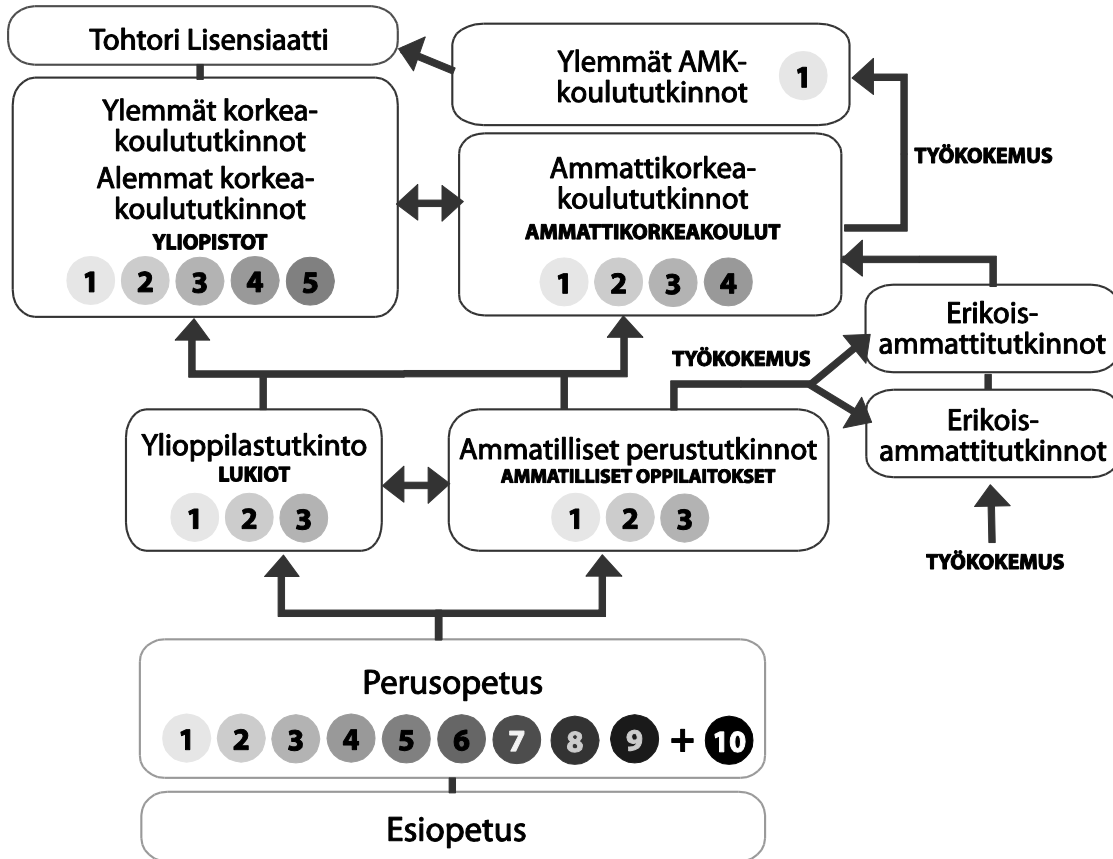 Tohtori Lisensiaatti
Ylemmät AMK-
koulututkinnot
1
Ylemmät korkea-
koulututkinnot
Alemmat korkea-
koulututkinnot
YLIOPISTOT
1 2 3 4 5
Ammattikorkea-
koulututkinnot
AMMATTIKORKEAKOULUT
1 2 3 4
TYÖKOKEMUS
Erikois-
ammattitutkinnot
TYÖKOKEMUS
Erikois-
ammattitutkinnot
TYÖKOKEMUS
Ylioppilastutkinto
LUKIOT
1 2 3
Ammatilliset perustutkinnot
AMMATILLISET OPPILAITOKSET
1 2 3
Perusopetus
1 2 3 4 5 6 7 8 9 + 10
Esiopetus